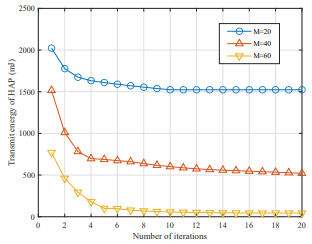 2500
2000
1500
1000
500
0
0 2 4 6 8 10 12 14 16 18 20
Number of iterations
Transmit energy of HAP (mJ)
M=20
M=40
M=60